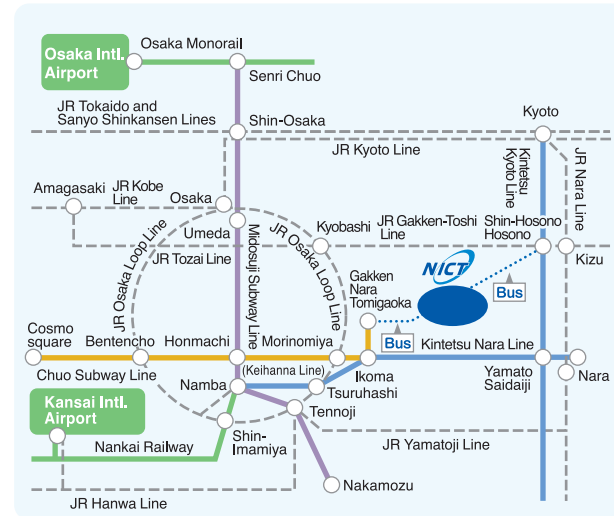 Osaka Monorail
Osaka Intl.
Airport
Senri Chuo
JR Tokaido and
Sanyo Shinkansen Lines
Shin-Osaka
Kyoto
JR Kyoto Line
Kintetsu
Kyoto Line
JR Nara Line
Amagasaki
JR Kobe
Line
Osaka
Umeda
JR Osaka Loop Line
Midosuji Subway Line
JR Osaka Loop Line
Kyobashi
JR Gakken-Toshi
Line
Shin-Hosono
Hosono
Kizu
JR Tozai Line
Gakken
Nara
Tomigaoka
NICT
Bus
Bus
Cosmo
square
Bentencho
Honmachi
Morinomiya
Kintetsu Nara Line
Chuo Subway Line
(Keihanna Line)
Ikoma
Yamato
Saidaiji
Nara
Namba
Tsuruhashi
Kansai Intl.
Airport
Tennoji
Shin-
Imamiya
Nankai Railway
JR Yamatoji Line
Nakamozu
JR Hanwa Line